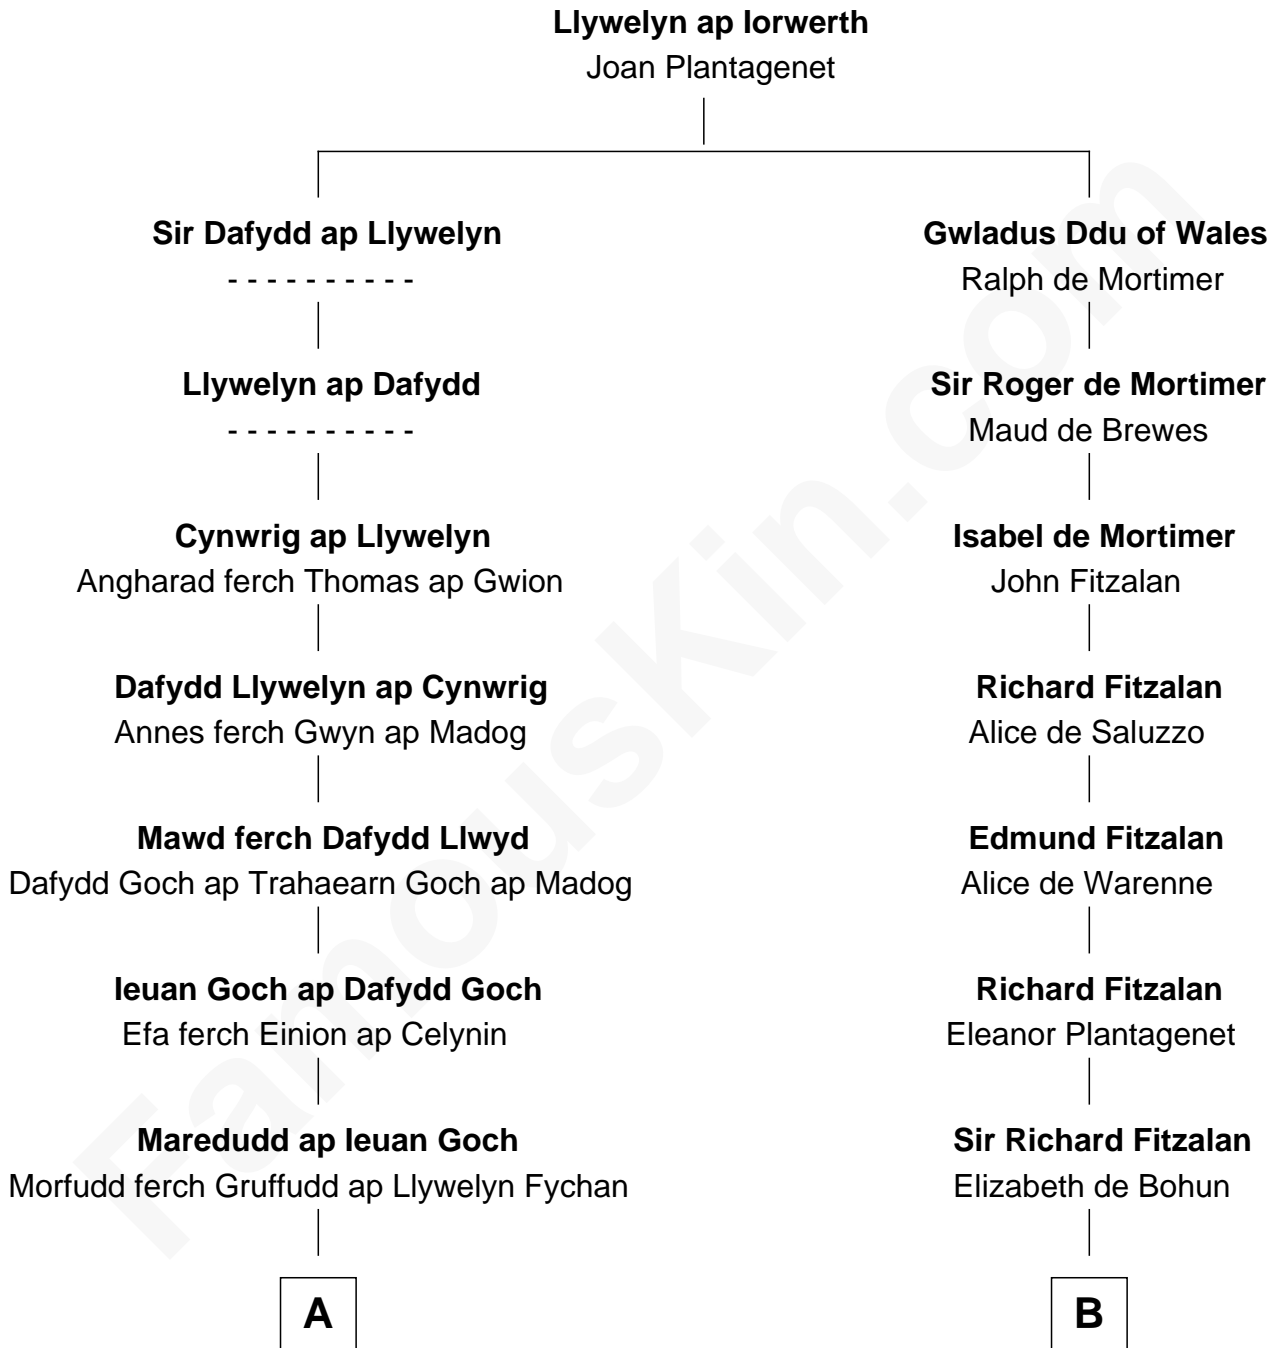 Llywelyn ap Iorwerth
Joan Plantagenet
Sir Dafydd ap Llywelyn
- - - - - - - - - -
Llywelyn ap Dafydd
- - - - - - - - - -
Cynwrig ap Llywelyn
Angharad ferch Thomas ap Gwion
Dafydd Llywelyn ap Cynwrig
Annes ferch Gwyn ap Madog
Mawd ferch Dafydd Llwyd
Dafydd Goch ap Trahaearn Goch ap Madog
Ieuan Goch ap Dafydd Goch
Efa ferch Einion ap Celynin
Maredudd ap Ieuan Goch
Morfudd ferch Gruffudd ap Llywelyn Fychan
A
Gwladus Ddu of Wales
Ralph de Mortimer
Sir Roger de Mortimer
Maud de Brewes
Isabel de Mortimer
John Fitzalan
Richard Fitzalan
Alice de Saluzzo
Edmund Fitzalan
Alice de Warenne
Richard Fitzalan
Eleanor Plantagenet
Sir Richard Fitzalan
Elizabeth de Bohun
B
FamousKin.com